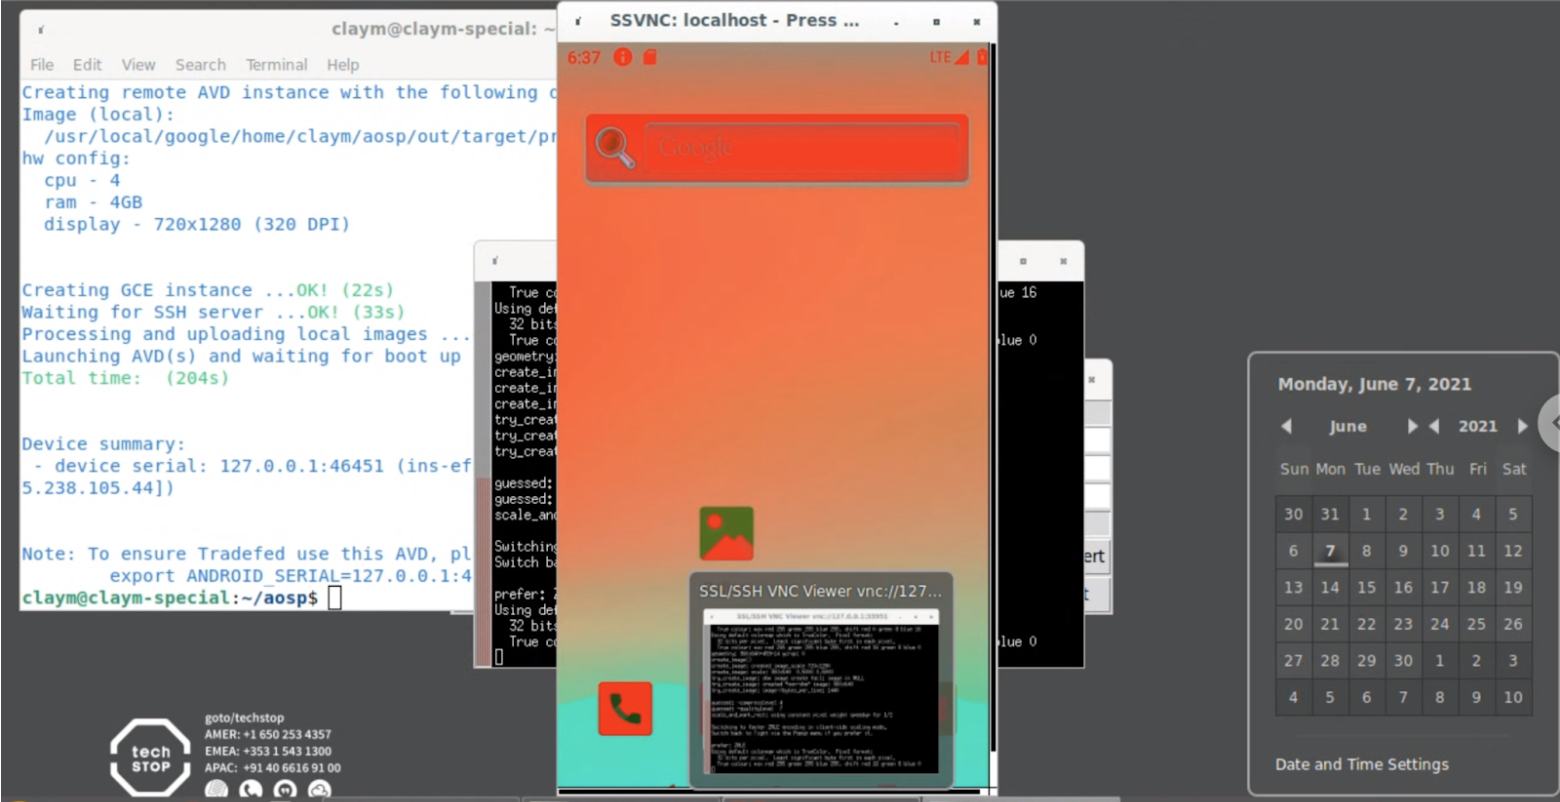 claym@claym-special: ~
File Edit View Search Terminal Help
Creating remote AVD instance with the following
Image (local):
/usr/local/google/home/claym/aosp/out/target/pr
hw config:
cpu - 4
ram - 4GB
display - 720x1280 (320 DPI)
Creating GCE instance ...OK! (22s)
Waiting for SSH server ...OK! (33s)
Processing and uploading local images ...
Launching AVD(s) and waiting for boot up
Total time: (204s)
Device summary:
- device serial: 127.0.0.1:46451 (ins-ef
5.238.105.44])
Note: To ensure Tradefed use this AVD, pl
export ANDROID_SERIAL=127.0.0.1:4
claym@claym-special:~/aosp$
True co
Using def
32 bits
True co
geometry:
create_im
create_im
create_im
try_creat
try_creat
try_creat
guessed:
guessed:
scale_and
Switching
Switch ba
prefer:
Using def
32 bits
True co
ue 16
lue 0
lue 0
ert
t
SSVNC: localhost - Press ...
6:37
LTE
Google
SSL/SSH VNC Viewer vnc://127...
Monday, June 7, 2021
June 2021
Sun Mon Tue Wed Thu Fri Sat
30 31 1 2 3 4 5
6 7 8 9 10 11 12
13 14 15 16 17 18 19
20 21 22 23 24 25 26
27 28 29 30 1 2 3
4 5 6 7 8 9 10
Date and Time Settings
tech
STOP
goto/techstop
AMER: +1 650 253 4357
EMEA: +353 1 543 1300
APAC: +91 40 6616 91 00